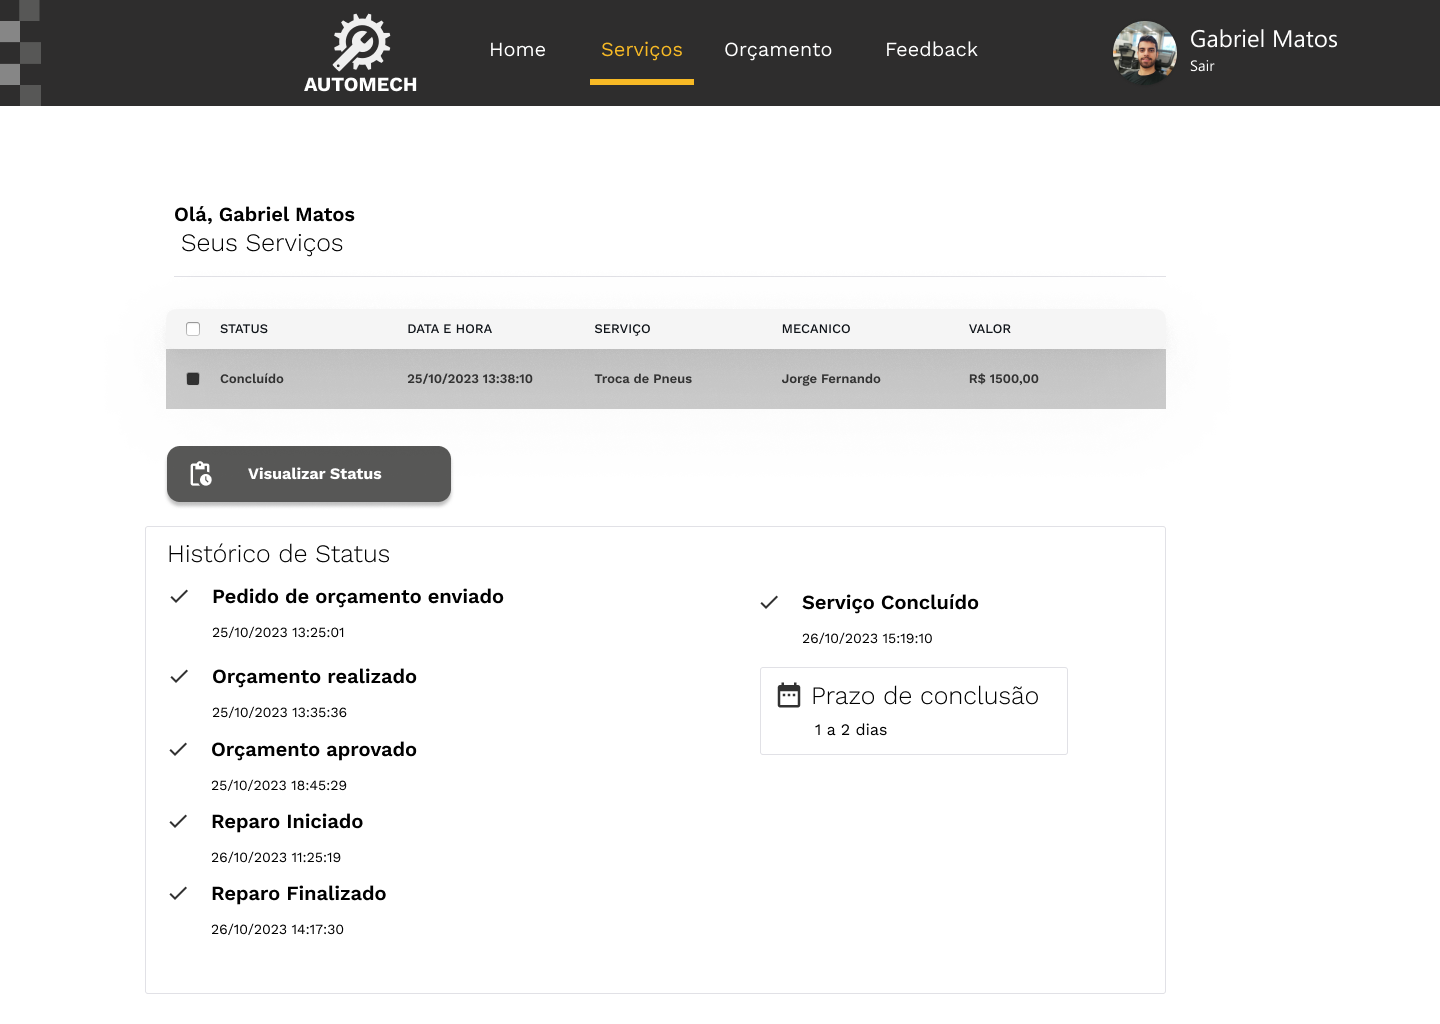 AUTOMECH
Home
Serviços
Orçamento
Feedback
Gabriel Matos
Sair
Olá, Gabriel Matos
Seus Serviços
STATUS DATA E HORA SERVIÇO MECANICO VALOR
Concluído 25/10/2023 13:38:10 Troca de Pneus Jorge Fernando R$ 1500,00
Visualizar Status
Histórico de Status
Pedido de orçamento enviado
25/10/2023 13:25:01
Orçamento realizado
25/10/2023 13:35:36
Orçamento aprovado
25/10/2023 18:45:29
Reparo Iniciado
26/10/2023 11:25:19
Reparo Finalizado
26/10/2023 14:17:30
Serviço Concluído
26/10/2023 15:19:10
Prazo de conclusão
1 a 2 dias